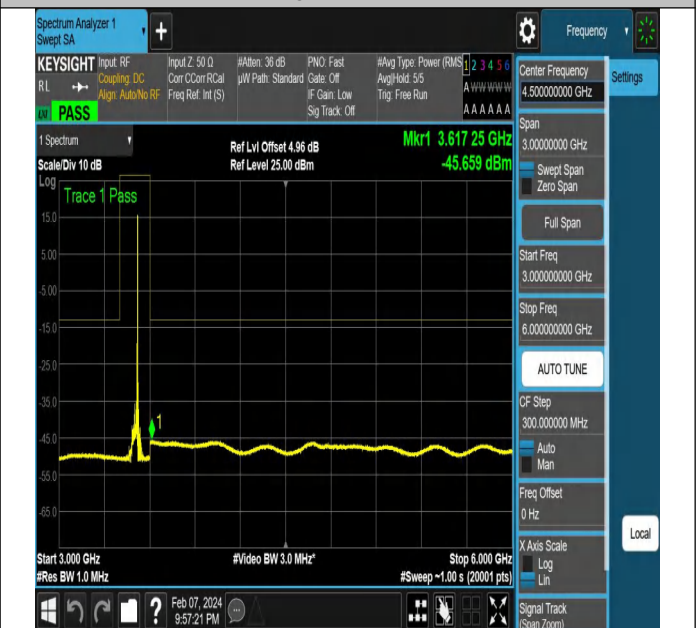 Spectrum Analyzer 1
Swept SA
+
Frequency
KEYSIGHT
RL
Input: RF
Coupling: DC
Align: Auto/No RF
Input Z: 50 Ω
Corr CCorr RCal
Freq Ref: Int (S)
#Atten: 36 dB
µW Path: Standard
PNO: Fast
Gate: Off
IF Gain: Low
Sig Track: Off
#Avg Type: Power (RMS
Avg|Hold: 5/5
Trig: Free Run
1 2 3 4 5 6
A W W W W W
A A A A A A
PASS
1 Spectrum
Scale/Div 10 dB
Log
Ref Lvl Offset 4.96 dB
Ref Level 25.00 dBm
Mkr1 3.617 25 GHz
-45.659 dBm
Trace 1 Pass
15.0
5.00
-5.00
-15.0
-25.0
-35.0
-45.0
-55.0
-65.0
1
Start 3.000 GHz
#Res BW 1.0 MHz
#Video BW 3.0 MHz*
Stop 6.000 GHz
#Sweep ~1.00 s (20001 pts)
Center Frequency
4.500000000 GHz
Settings
Span
3.00000000 GHz
Swept Span
Zero Span
Full Span
Start Freq
3.000000000 GHz
Stop Freq
6.000000000 GHz
AUTO TUNE
CF Step
300.000000 MHz
Auto
Man
Freq Offset
0 Hz
X Axis Scale
Log
Lin
Local
Signal Track
(Span Zoom)
?
Feb 07, 2024
9:57:21 PM